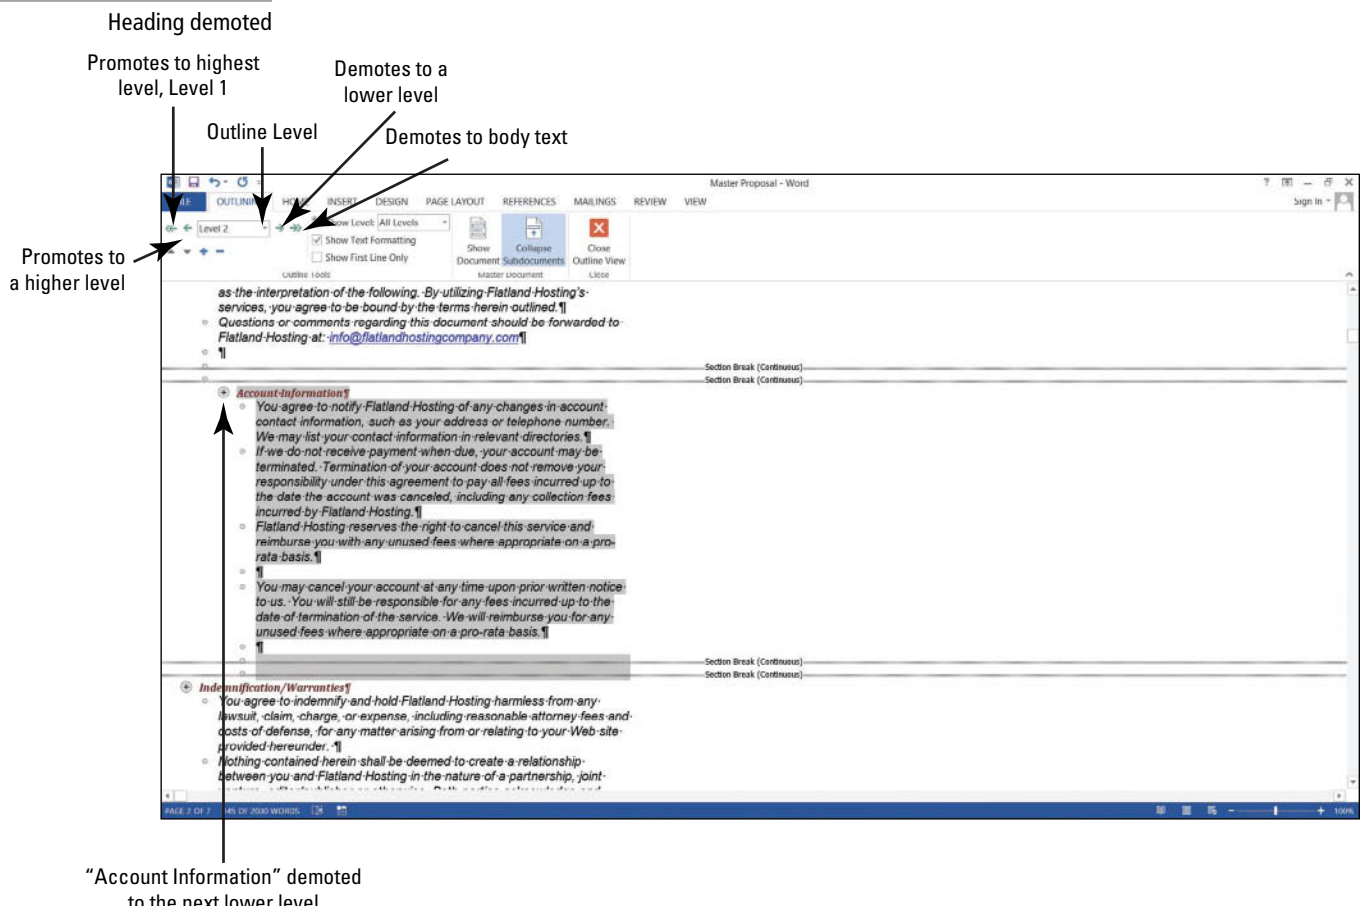 Heading demoted
Promotes to highest
level, Level 1
Demotes to a
lower level
Outline Level
Demotes to body text
Promotes to
a higher level
Master Proposal - Word
OUTLININ HOME INSERT DESIGN PAGE LAYOUT REFERENCES MAILINGS REVIEW VIEW
Sign in
Level 2
Show Level: All Levels
Show Text Formatting
Show First Line Only
Outline Tools
Show
Document
Collapse
Subdocuments
Master Document
Close
Outline View
Close
as·the·interpretation·of·the·following.··By·utilizing·Flatland·Hosting's·
services,·you·agree·to·be·bound·by·the·terms·herein·outlined.¶
Questions·or·comments·regarding·this·document·should·be·forwarded·to·
Flatland·Hosting·at:·info@flatlandhostingcompany.com¶
¶
Section Break (Continuous)
Section Break (Continuous)
Account·Information¶
You·agree·to·notify·Flatland·Hosting·of·any·changes·in·account·
contact·information,·such·as·your·address·or·telephone·number.··
We·may·list·your·contact·information·in·relevant·directories.¶
If·we·do·not·receive·payment·when·due,·your·account·may·be·
terminated.··Termination·of·your·account·does·not·remove·your·
responsibility·under·this·agreement·to·pay·all·fees·incurred·up·to·
the·date·the·account·was·canceled,·including·any·collection·fees·
incurred·by·Flatland·Hosting.¶
Flatland·Hosting·reserves·the·right·to·cancel·this·service·and·
reimburse·you·with·any·unused·fees·where·appropriate·on·a·pro-
rata·basis.¶
¶
You·may·cancel·your·account·at·any·time·upon·prior·written·notice·
to·us.··You·will·still·be·responsible·for·any·fees·incurred·up·to·the·
date·of·termination·of·the·service.··We·will·reimburse·you·for·any·
unused·fees·where·appropriate·on·a·pro-rata·basis.¶
¶
Section Break (Continuous)
Section Break (Continuous)
Indemnification/Warranties¶
You·agree·to·indemnify·and·hold·Flatland·Hosting·harmless·from·any·
lawsuit,·claim,·charge,·or·expense,·including·reasonable·attorney·fees·and·
costs·of·defense,·for·any·matter·arising·from·or·relating·to·your·Web·site·
provided·hereunder.··¶
Nothing·contained·herein·shall·be·deemed·to·create·a·relationship·
between·you·and·Flatland·Hosting·in·the·nature·of·a·partnership,·joint·
PAGE 2 OF 7 OF 2000 WORDS 100%
“Account Information” demoted
to the next lower level